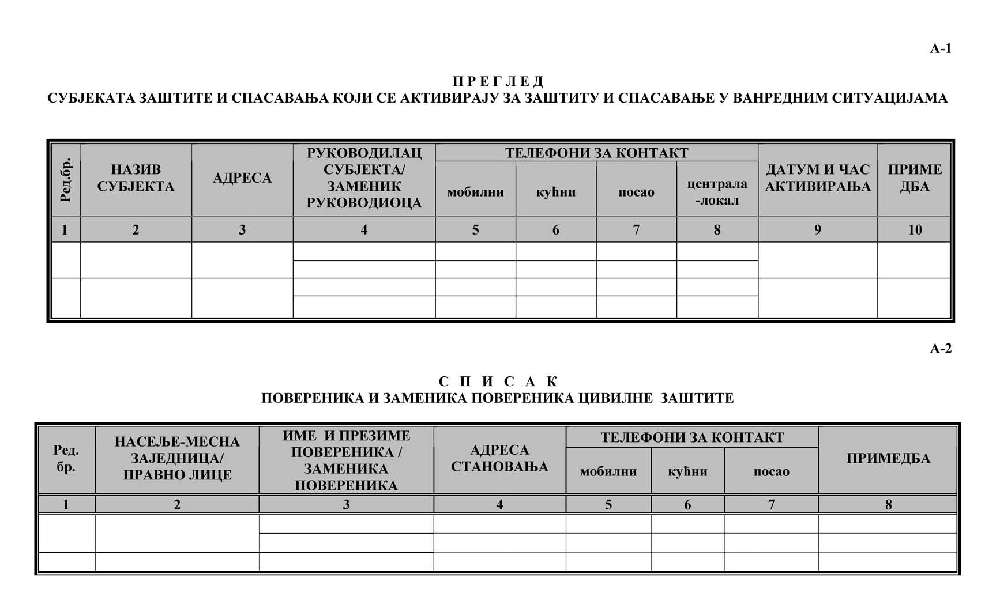 А-1
П Р Е Г Л Е Д
СУБЈЕКАТА ЗАШТИТЕ И СПАСАВАЊА КОЈИ СЕ АКТИВИРАЈУ ЗА ЗАШТИТУ И СПАСАВАЊЕ У ВАНРЕДНИМ СИТУАЦИЈАМА
Ред.бр.
НАЗИВ
СУБЈЕКТА
АДРЕСА
РУКОВОДИЛАЦ
СУБЈЕКТА/
ЗАМЕНИК
РУКОВОДИОЦА
ТЕЛЕФОНИ ЗА КОНТАКТ
мобилни
кућни
посао
централа
-локал
ДАТУМ И ЧАС
АКТИВИРАЊА
ПРИМЕ
ДБА
1 2 3 4 5 6 7 8 9 10
А-2
С П И С А К
ПОВЕРЕНИКА И ЗАМЕНИКА ПОВЕРЕНИКА ЦИВИЛНЕ ЗАШТИТЕ
Ред.
бр.
НАСЕЉЕ-МЕСНА
ЗАЈЕДНИЦА/
ПРАВНО ЛИЦЕ
ИМЕ И ПРЕЗИМЕ
ПОВЕРЕНИКА /
ЗАМЕНИКА
ПОВЕРЕНИКА
АДРЕСА
СТАНОВАЊА
ТЕЛЕФОНИ ЗА КОНТАКТ
мобилни
кућни
посао
ПРИМЕДБА
1 2 3 4 5 6 7 8